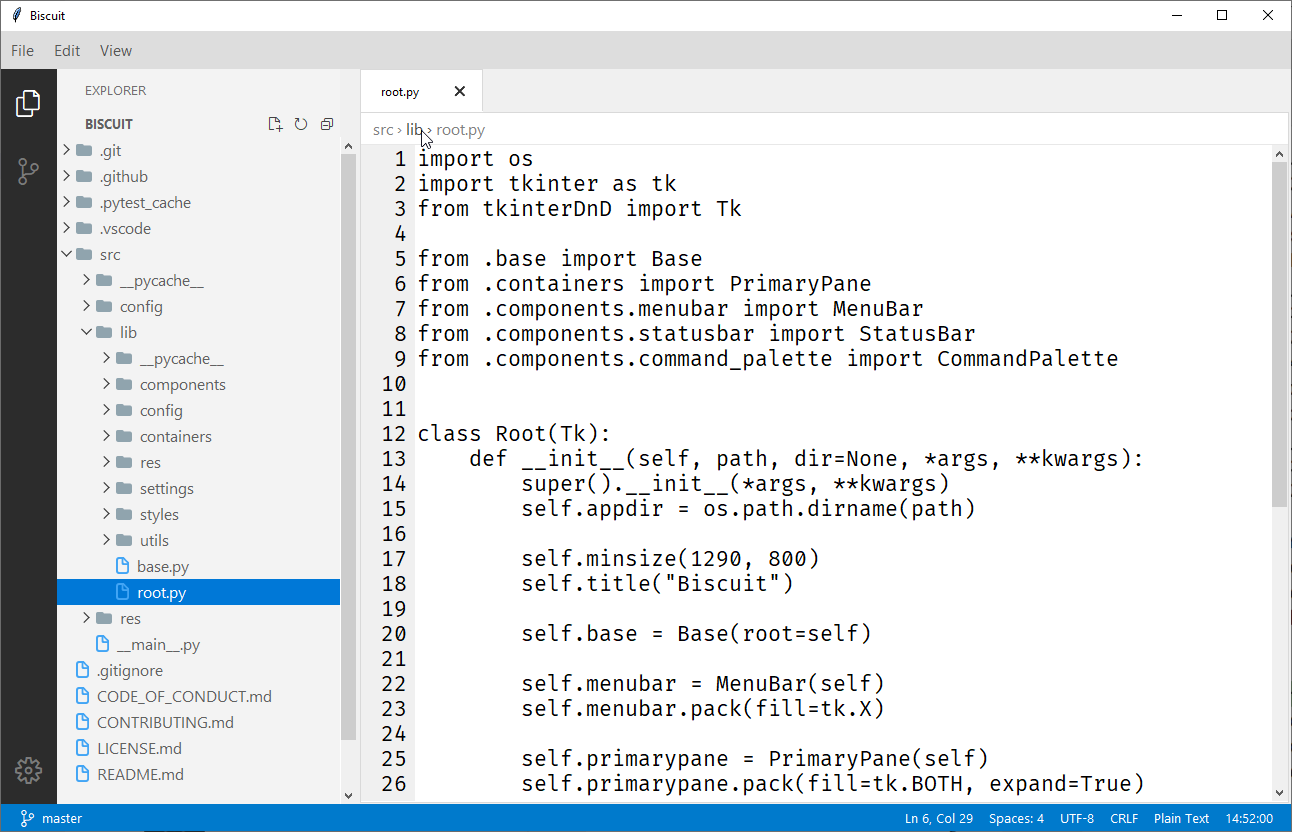 Biscuit
File Edit View
EXPLORER
BISCUIT
.git
.github
.pytest_cache
.vscode
src
__pycache__
config
lib
__pycache__
components
config
containers
res
settings
styles
utils
base.py
root.py
res
__main__.py
.gitignore
CODE_OF_CONDUCT.md
CONTRIBUTING.md
LICENSE.md
README.md
root.py
src › lib › root.py
1 import os
2 import tkinter as tk
3 from tkinterDnD import Tk
4
5 from .base import Base
6 from .containers import PrimaryPane
7 from .components.menubar import MenuBar
8 from .components.statusbar import StatusBar
9 from .components.command_palette import CommandPalette
10
11
12 class Root(Tk):
13     def __init__(self, path, dir=None, *args, **kwargs):
14         super().__init__(*args, **kwargs)
15         self.appdir = os.path.dirname(path)
16
17         self.minsize(1290, 800)
18         self.title("Biscuit")
19
20         self.base = Base(root=self)
21
22         self.menubar = MenuBar(self)
23         self.menubar.pack(fill=tk.X)
24
25         self.primarypane = PrimaryPane(self)
26         self.primarypane.pack(fill=tk.BOTH, expand=True)
master Ln 6, Col 29 Spaces: 4 UTF-8 CRLF Plain Text 14:52:00